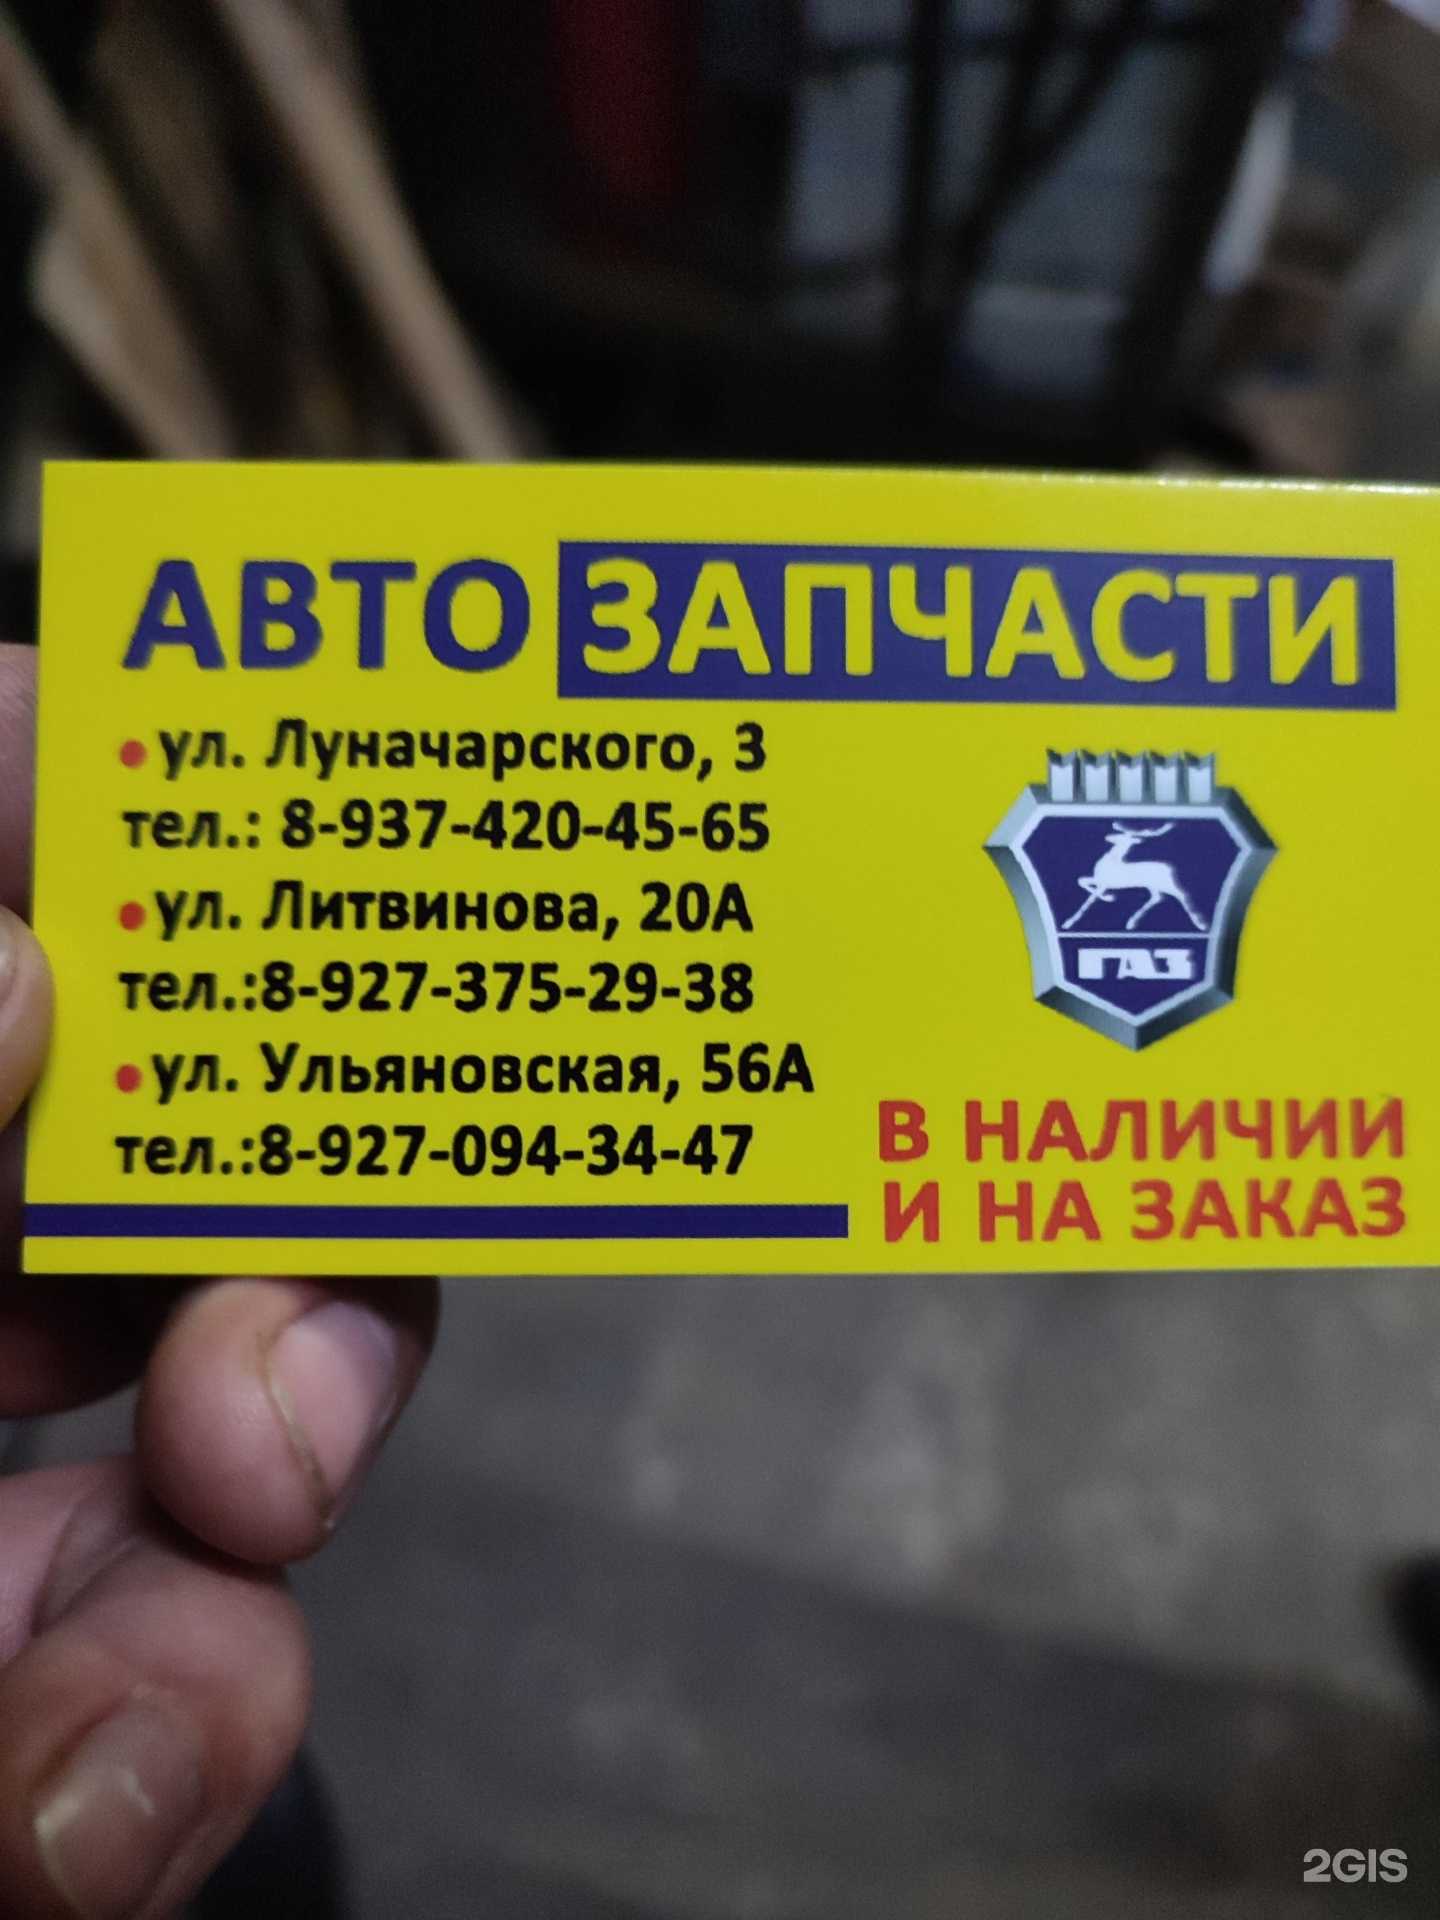 АВТО ЗАПЧАСТИ
ул. Луначарского, 3
тел.: 8-937-420-45-65
ул. Литвинова, 20А
тел.:8-927-375-29-38
ул. Ульяновская, 56А
тел.:8-927-094-34-47
ГАЗ
В НАЛИЧИИ
И НА ЗАКАЗ
2GIS